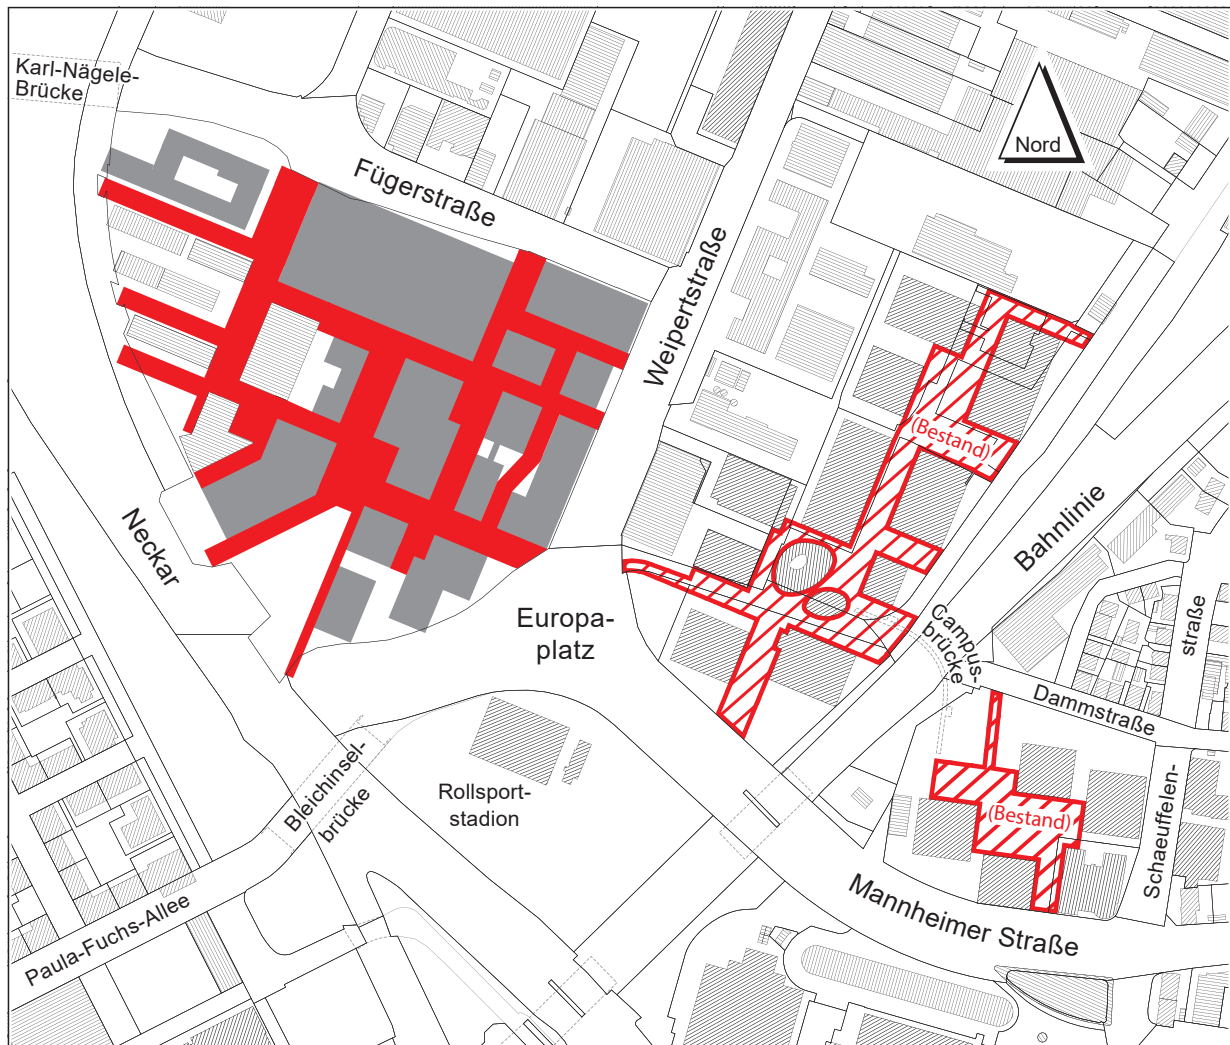 Karl-Nägele-
Brücke
Nord
Fügerstraße
Weipertstraße
(Bestand)
Bahnlinie
Neckar
Europa-
platz
Campus-
brücke
straße
Dammstraße
Bleichinsel-
brücke
Rollsport-
stadion
(Bestand)
Schaeuffelen-
Mannheimer Straße
Paula-Fuchs-Allee